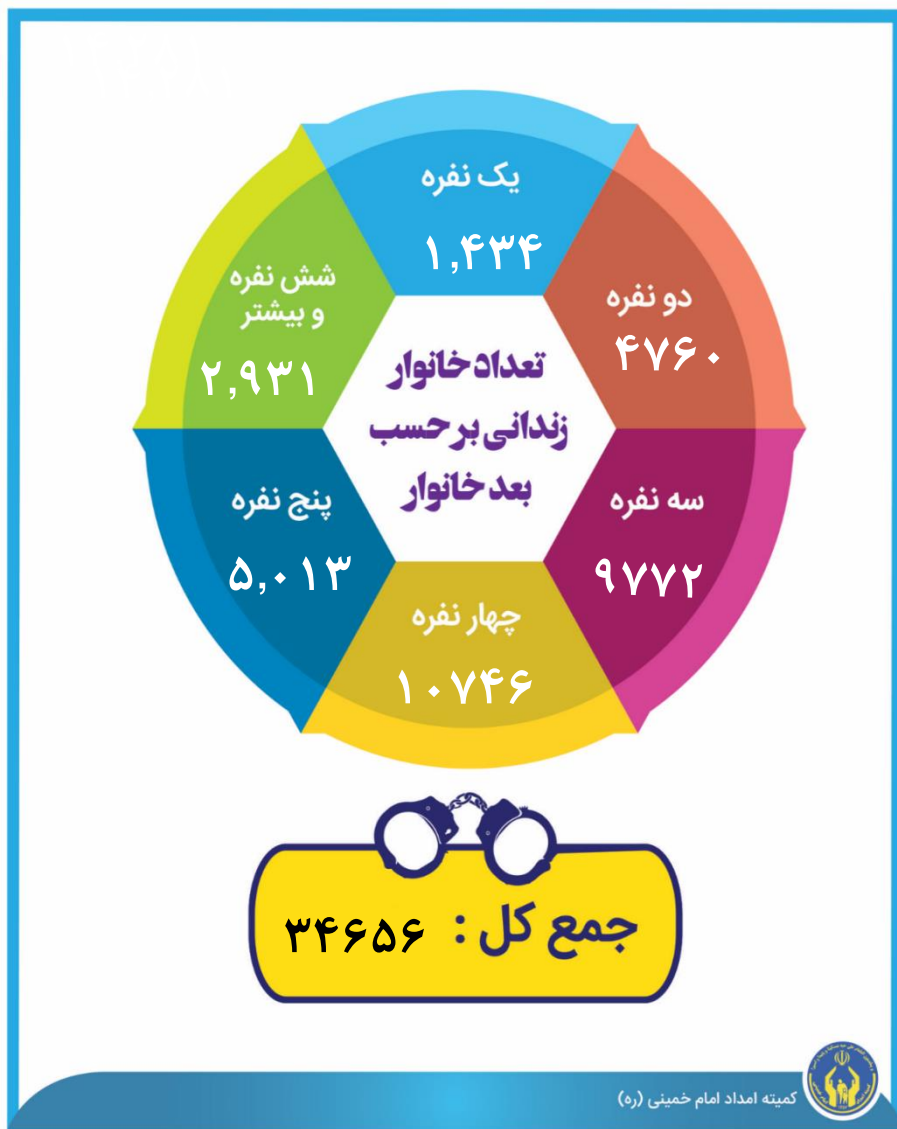 یک نفره
۱,۴۳۴
دو نفره
۴۷۶۰
سه نفره
۹۷۷۲
چهار نفره
۱۰۷۴۶
پنج نفره
۵,۰۱۳
شش نفره
و بیشتر
۲,۹۳۱
تعداد خانوار
زندانی بر حسب
بعد خانوار
جمع کل : ۳۴۶۵۶
کمیته امداد امام خمینی (ره)